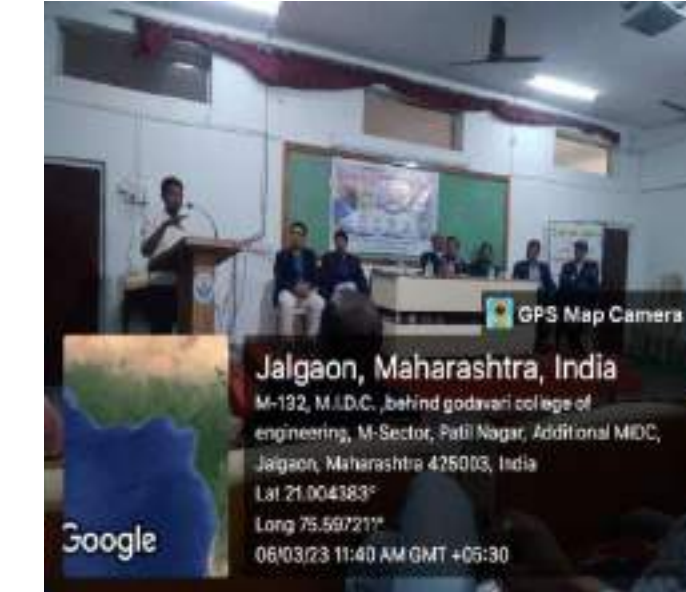 GPS Map Camera
Jalgaon, Maharashtra, India
M-132, M.I.D.C. ,behind godavari college of
engineering, M-Sector, Patil Nagar, Additional MIDC,
Jalgaon, Maharashtra 425003, India
Lat 21.004383°
Long 75.597211°
06/03/23 11:40 AM GMT +05:30
Google